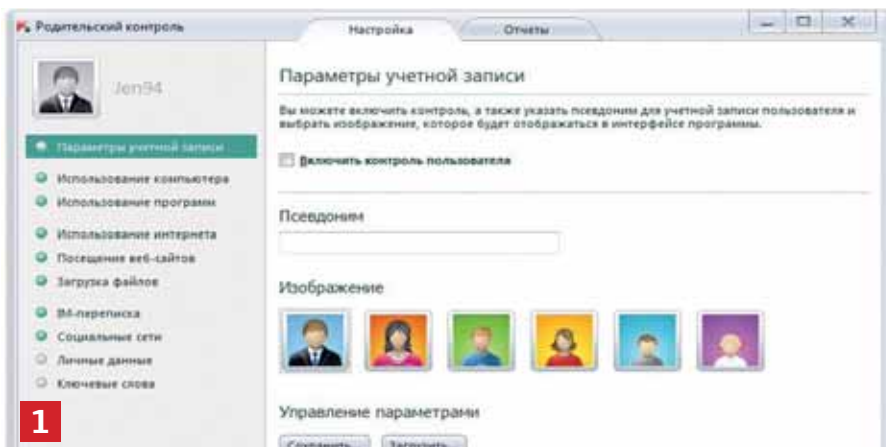 Родительский контроль
Настройка
Отчеты
Jen94
Параметры учетной записи
Использование компьютера
Использование программ
Использование интернета
Посещение веб-сайтов
Загрузка файлов
IM-переписка
Социальные сети
Личные данные
Ключевые слова
1
Параметры учетной записи
Вы можете включить контроль, а также указать псевдоним для учетной записи пользователя и
выбрать изображение, которое будет отображаться в интерфейсе программы.
Включить контроль пользователя
Псевдоним
Изображение
Управление параметрами
Сохранить...
Загрузить...